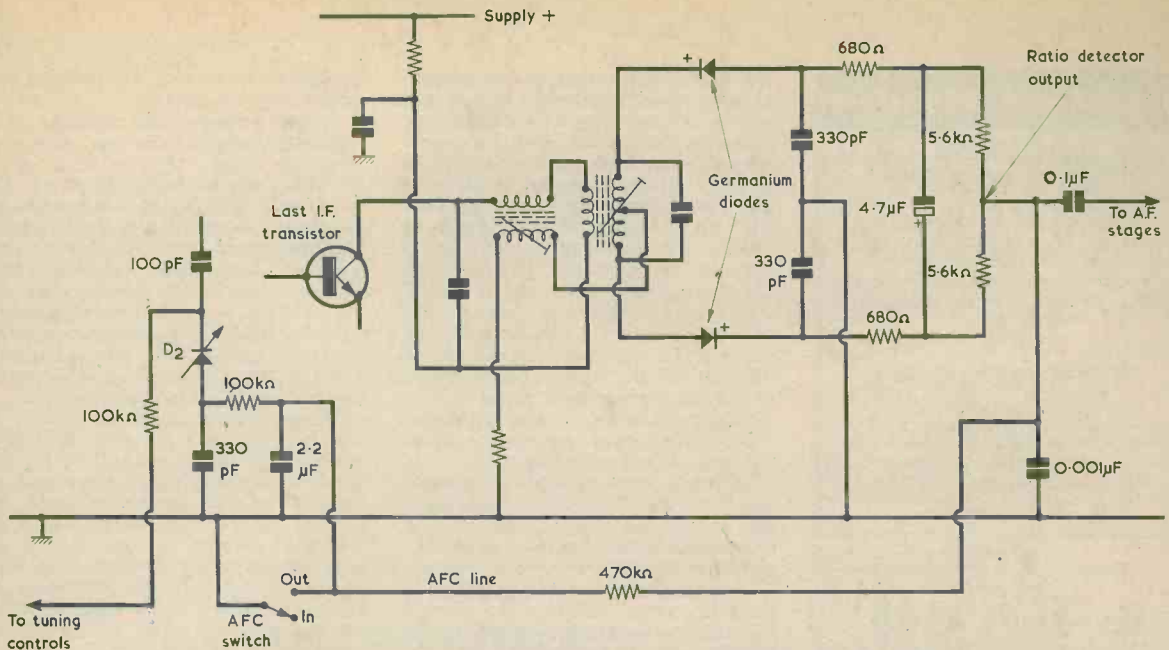 Supply +
680Ω
Ratio detector
output
+
330pF
5·6kΩ
0·1μF
Germanium
diodes
Last I.F.
transistor
4·7μF
+
To A.F.
stages
100pF
330
pF
5·6kΩ
+
680Ω
D2
100kΩ
100kΩ
330
pF
2·2
μF
0·001μF
Out
AFC line
470kΩ
In
To tuning
controls
AFC
switch